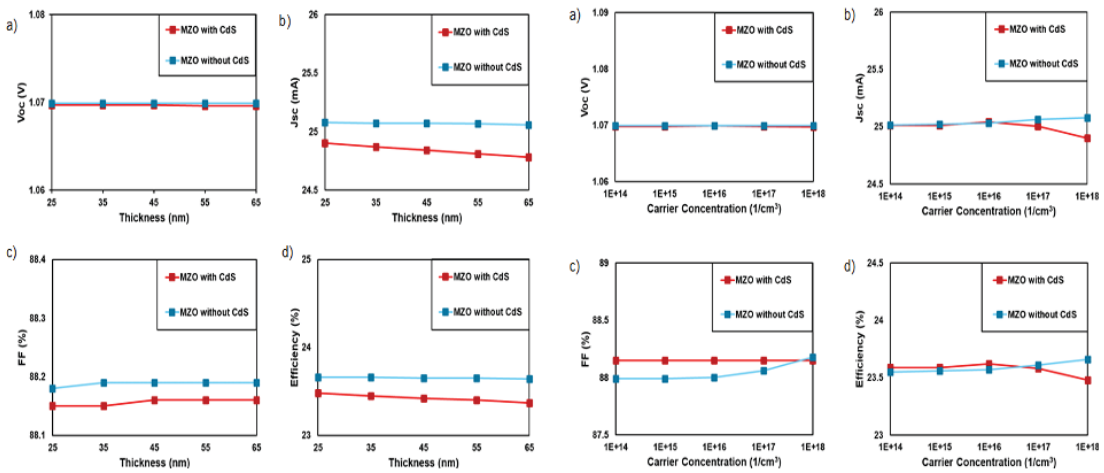 a)
1.08
1.07
1.06
Voc (V)
25 35 45 55 65
Thickness (nm)
MZO with CdS
MZO without CdS
b)
26
25.5
25
24.5
Jsc (mA)
25 35 45 55 65
Thickness (nm)
MZO with CdS
MZO without CdS
a)
1.09
1.08
1.07
1.06
Voc (V)
1E+14 1E+15 1E+16 1E+17 1E+18
Carrier Concentration (1/cm³)
MZO with CdS
MZO without CdS
b)
26
25.5
25
24.5
Jsc (mA)
1E+14 1E+15 1E+16 1E+17 1E+18
Carrier Concentration (1/cm³)
MZO with CdS
MZO without CdS
c)
88.4
88.3
88.2
88.1
FF (%)
25 35 45 55 65
Thickness (nm)
MZO with CdS
MZO without CdS
d)
25
24
23
Efficiency (%)
25 35 45 55 65
Thickness (nm)
MZO with CdS
MZO without CdS
c)
89
88.5
88
87.5
FF (%)
1E+14 1E+15 1E+16 1E+17 1E+18
Carrier Concentration (1/cm³)
MZO with CdS
MZO without CdS
d)
24.5
24
23.5
23
Efficiency (%)
1E+14 1E+15 1E+16 1E+17 1E+18
Carrier Concentration (1/cm³)
MZO with CdS
MZO without CdS